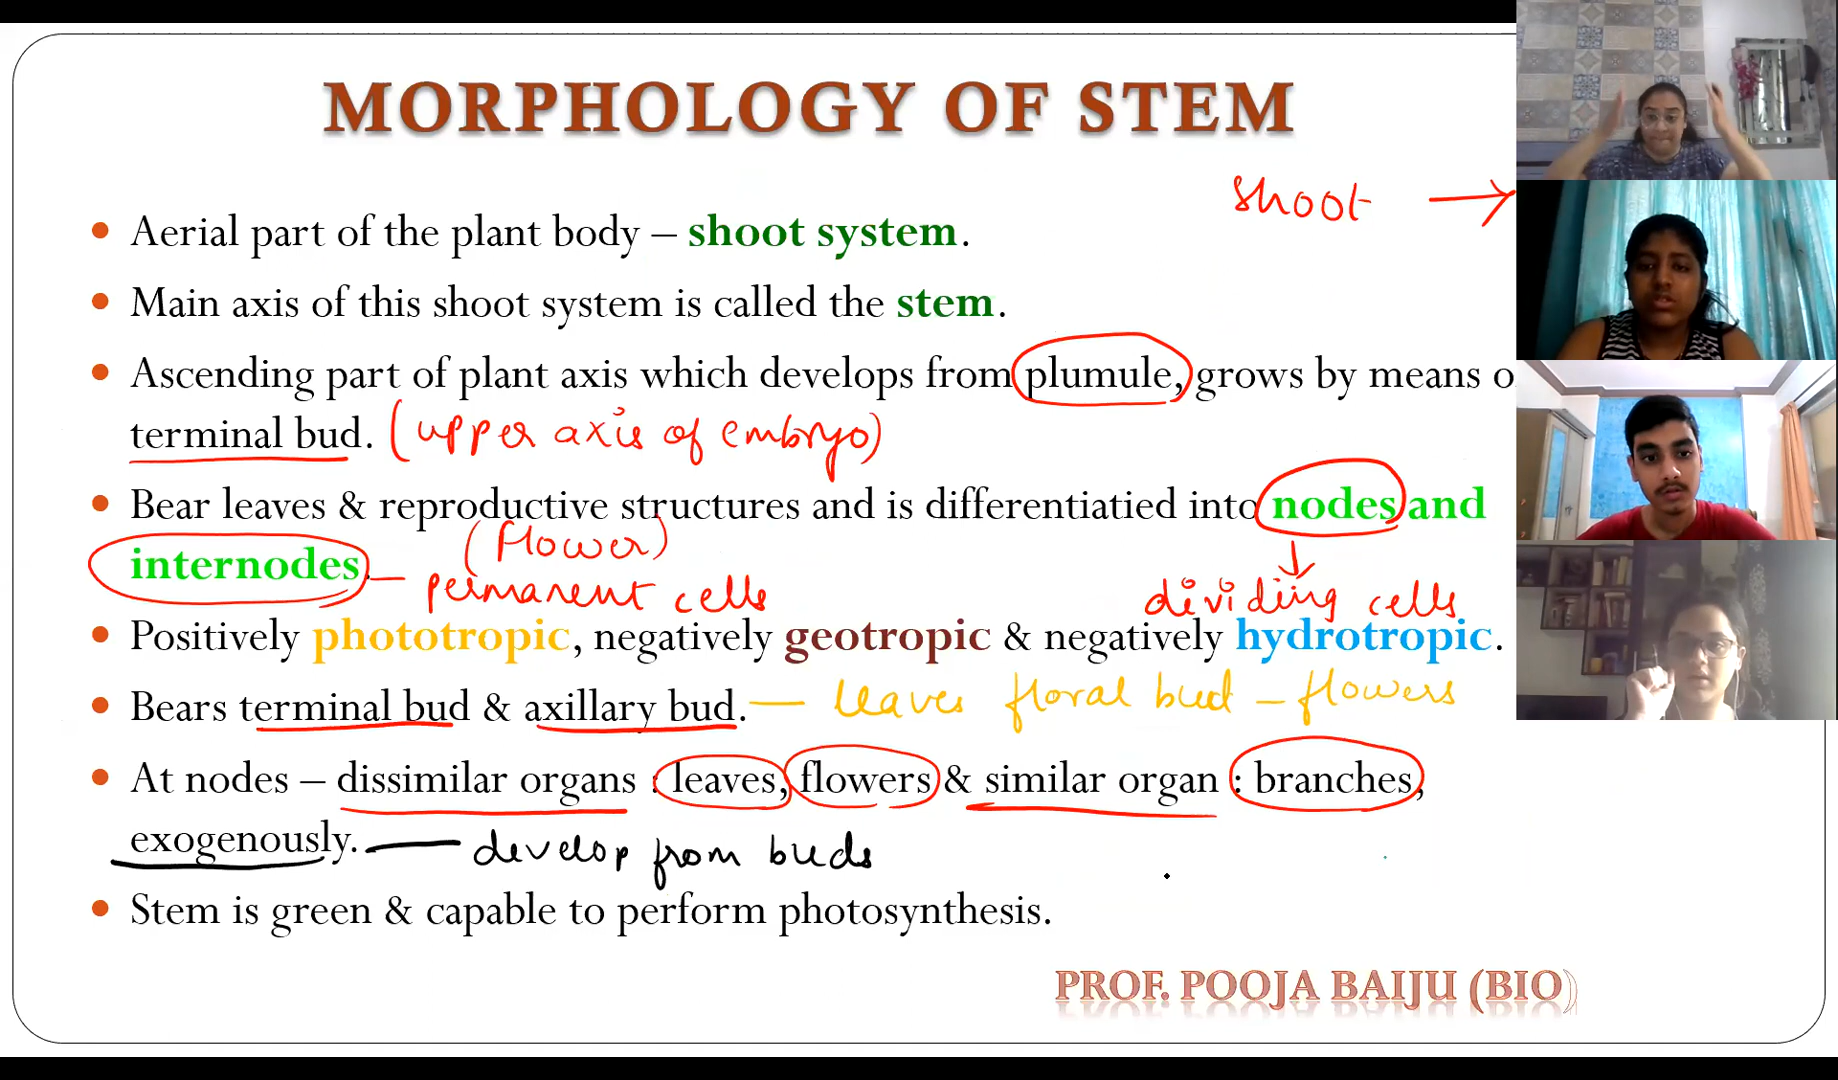 MORPHOLOGY OF STEM
shoot →
• Aerial part of the plant body – shoot system.
• Main axis of this shoot system is called the stem.
• Ascending part of plant axis which develops from plumule, grows by means o
terminal bud. (upper axis of embryo)
• Bear leaves & reproductive structures and is differentiatied into nodes and
(flower)
internodes. — permanent cells
dividing cells
• Positively phototropic, negatively geotropic & negatively hydrotropic.
• Bears terminal bud & axillary bud. — leaves floral bud – flowers
• At nodes – dissimilar organs : leaves, flowers & similar organ : branches,
exogenously. — develop from buds
• Stem is green & capable to perform photosynthesis.
PROF. POOJA BAIJU (BIO)